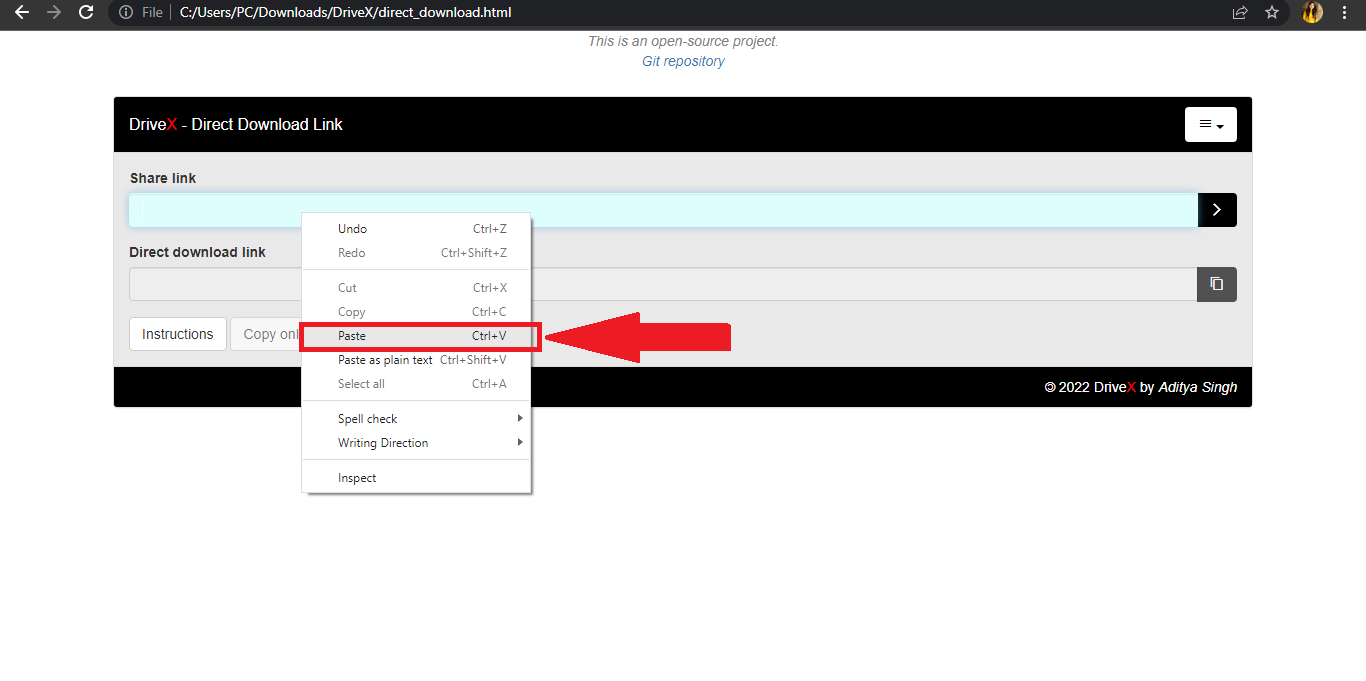 File C:/Users/PC/Downloads/DriveX/direct_download.html
This is an open-source project.
Git repository
DriveX - Direct Download Link
Share link
Direct download link
Instructions Copy onl
Undo Ctrl+Z
Redo Ctrl+Shift+Z
Cut Ctrl+X
Copy Ctrl+C
Paste Ctrl+V
Paste as plain text Ctrl+Shift+V
Select all Ctrl+A
Spell check
Writing Direction
Inspect
© 2022 DriveX by Aditya Singh